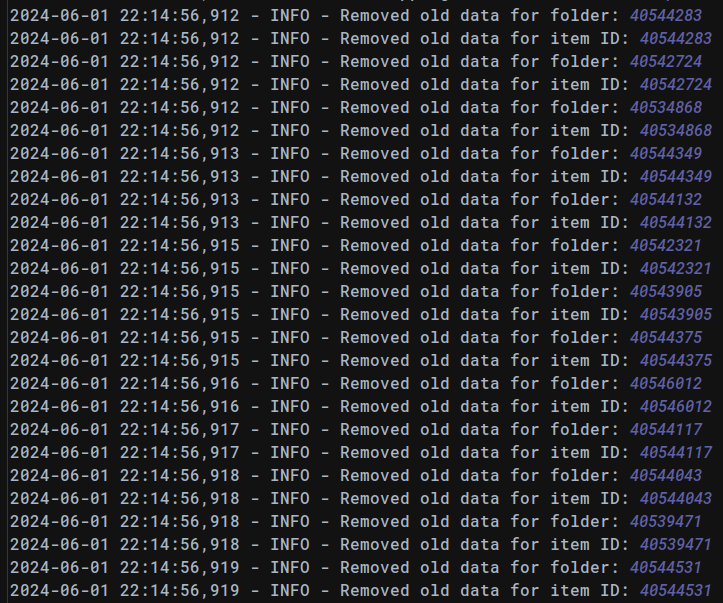 2024-06-01 22:14:56,912 - INFO - Removed old data for folder: 40544283
2024-06-01 22:14:56,912 - INFO - Removed old data for item ID: 40544283
2024-06-01 22:14:56,912 - INFO - Removed old data for folder: 40542724
2024-06-01 22:14:56,912 - INFO - Removed old data for item ID: 40542724
2024-06-01 22:14:56,912 - INFO - Removed old data for folder: 40534868
2024-06-01 22:14:56,912 - INFO - Removed old data for item ID: 40534868
2024-06-01 22:14:56,913 - INFO - Removed old data for folder: 40544349
2024-06-01 22:14:56,913 - INFO - Removed old data for item ID: 40544349
2024-06-01 22:14:56,913 - INFO - Removed old data for folder: 40544132
2024-06-01 22:14:56,913 - INFO - Removed old data for item ID: 40544132
2024-06-01 22:14:56,915 - INFO - Removed old data for folder: 40542321
2024-06-01 22:14:56,915 - INFO - Removed old data for item ID: 40542321
2024-06-01 22:14:56,915 - INFO - Removed old data for folder: 40543905
2024-06-01 22:14:56,915 - INFO - Removed old data for item ID: 40543905
2024-06-01 22:14:56,915 - INFO - Removed old data for folder: 40544375
2024-06-01 22:14:56,915 - INFO - Removed old data for item ID: 40544375
2024-06-01 22:14:56,916 - INFO - Removed old data for folder: 40546012
2024-06-01 22:14:56,916 - INFO - Removed old data for item ID: 40546012
2024-06-01 22:14:56,917 - INFO - Removed old data for folder: 40544117
2024-06-01 22:14:56,917 - INFO - Removed old data for item ID: 40544117
2024-06-01 22:14:56,918 - INFO - Removed old data for folder: 40544043
2024-06-01 22:14:56,918 - INFO - Removed old data for item ID: 40544043
2024-06-01 22:14:56,918 - INFO - Removed old data for folder: 40539471
2024-06-01 22:14:56,918 - INFO - Removed old data for item ID: 40539471
2024-06-01 22:14:56,919 - INFO - Removed old data for folder: 40544531
2024-06-01 22:14:56,919 - INFO - Removed old data for item ID: 40544531